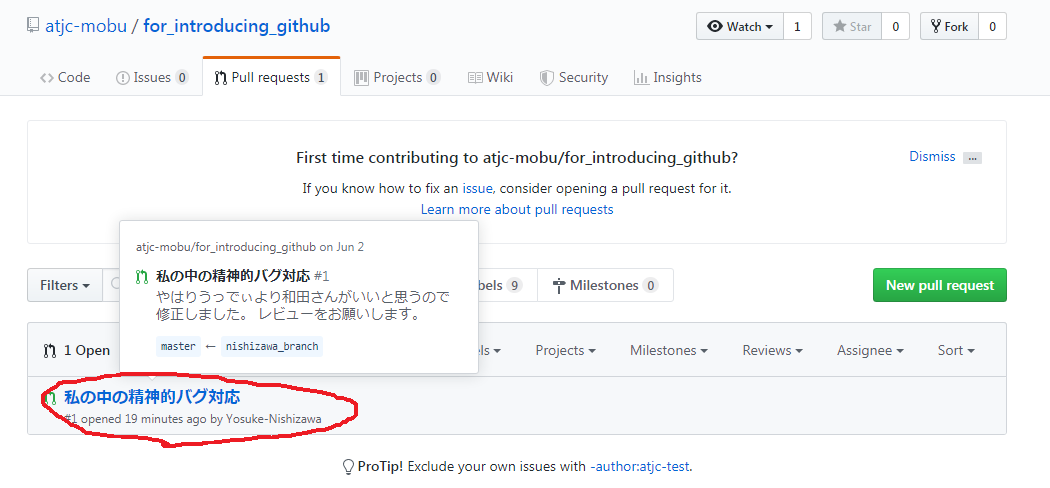 atjc-mobu / for_introducing_github
Watch 1 Star 0 Fork 0
Code Issues 0 Pull requests 1 Projects 0 Wiki Security Insights
First time contributing to atjc-mobu/for_introducing_github?
Dismiss ...
If you know how to fix an issue, consider opening a pull request for it.
Learn more about pull requests
atjc-mobu/for_introducing_github on Jun 2
私の中の精神的バグ対応 #1
やはりうっでぃより和田さんがいいと思うので
修正しました。 レビューをお願いします。
master ← nishizawa_branch
Filters bels 9 Milestones 0 New pull request
1 Open els Projects Milestones Reviews Assignee Sort
私の中の精神的バグ対応
#1 opened 19 minutes ago by Yosuke-Nishizawa
ProTip! Exclude your own issues with -author:atjc-test.